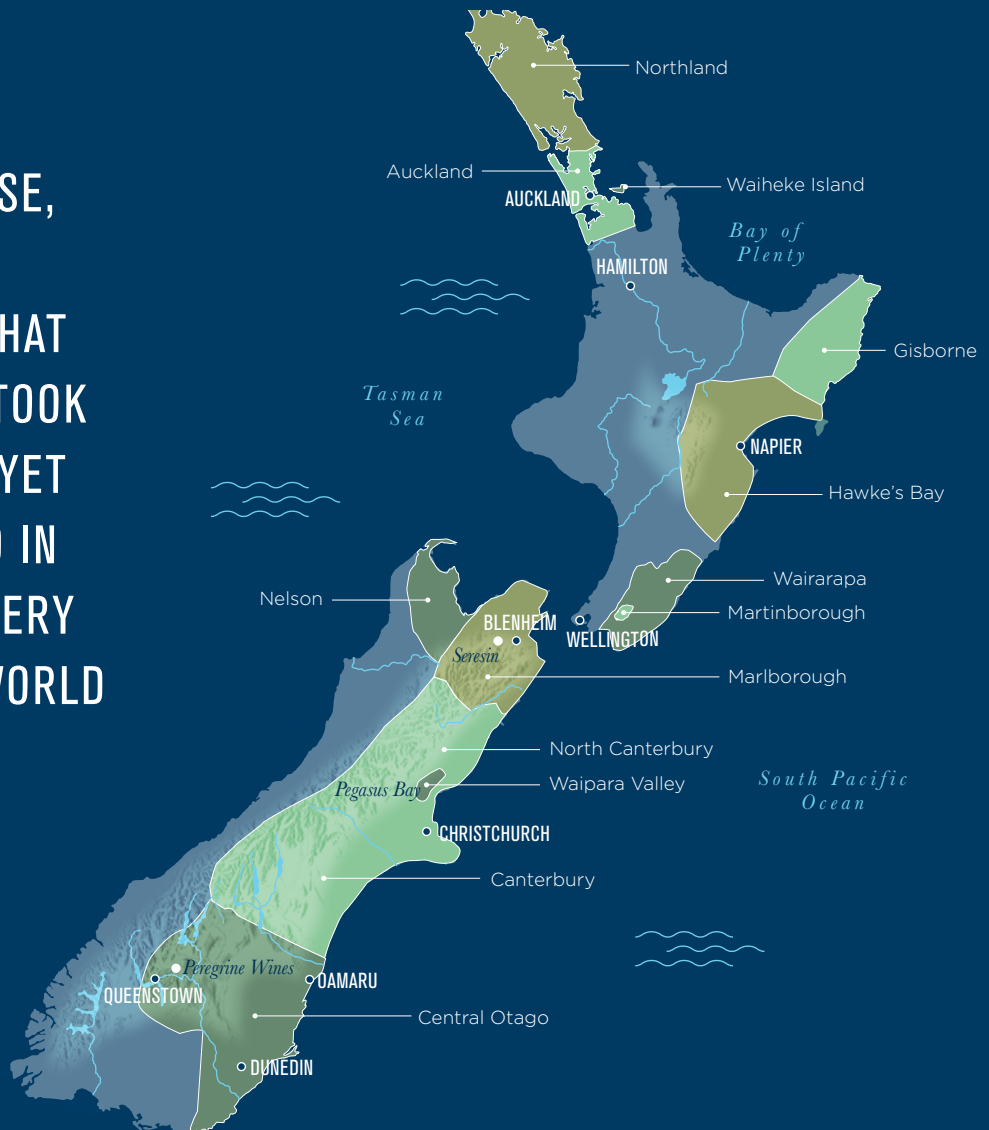 SE,
HAT
TOOK
YET
IN
ERY
WORLD
Northland
Auckland
AUCKLAND
Waiheke Island
Bay of
Plenty
HAMILTON
Gisborne
Tasman
Sea
NAPIER
Hawke's Bay
Wairarapa
Martinborough
Nelson
BLENHEIM
WELLINGTON
Seresin
Marlborough
North Canterbury
Waipara Valley
Pegasus Bay
South Pacific
Ocean
CHRISTCHURCH
Canterbury
Peregrine Wines
OAMARU
QUEENSTOWN
Central Otago
DUNEDIN